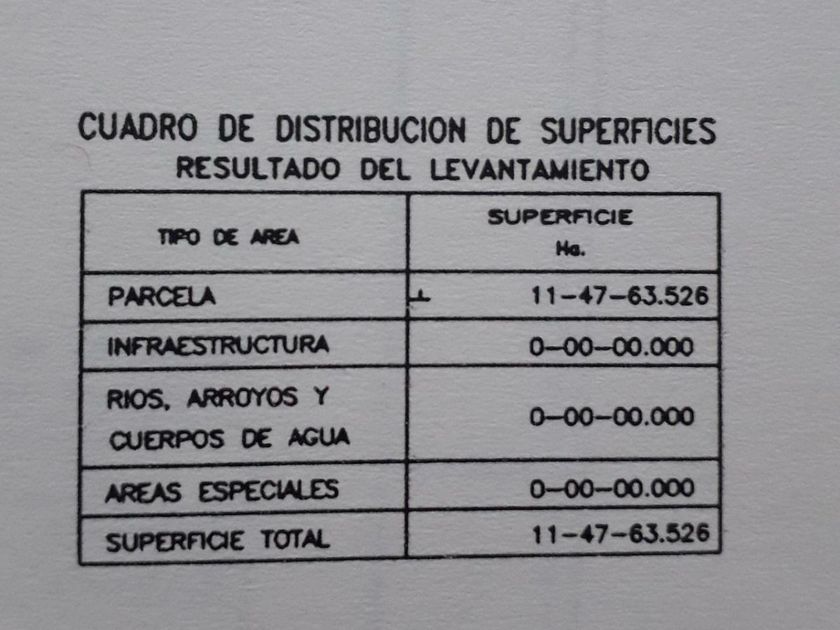 CUADRO DE DISTRIBUCION DE SUPERFICIES
RESULTADO DEL LEVANTAMIENTO
TIPO DE AREA
SUPERFICIE
Ha.
PARCELA 11-47-63.526
INFRAESTRUCTURA 0-00-00.000
RIOS, ARROYOS Y
CUERPOS DE AGUA 0-00-00.000
AREAS ESPECIALES 0-00-00.000
SUPERFICIE TOTAL 11-47-63.526